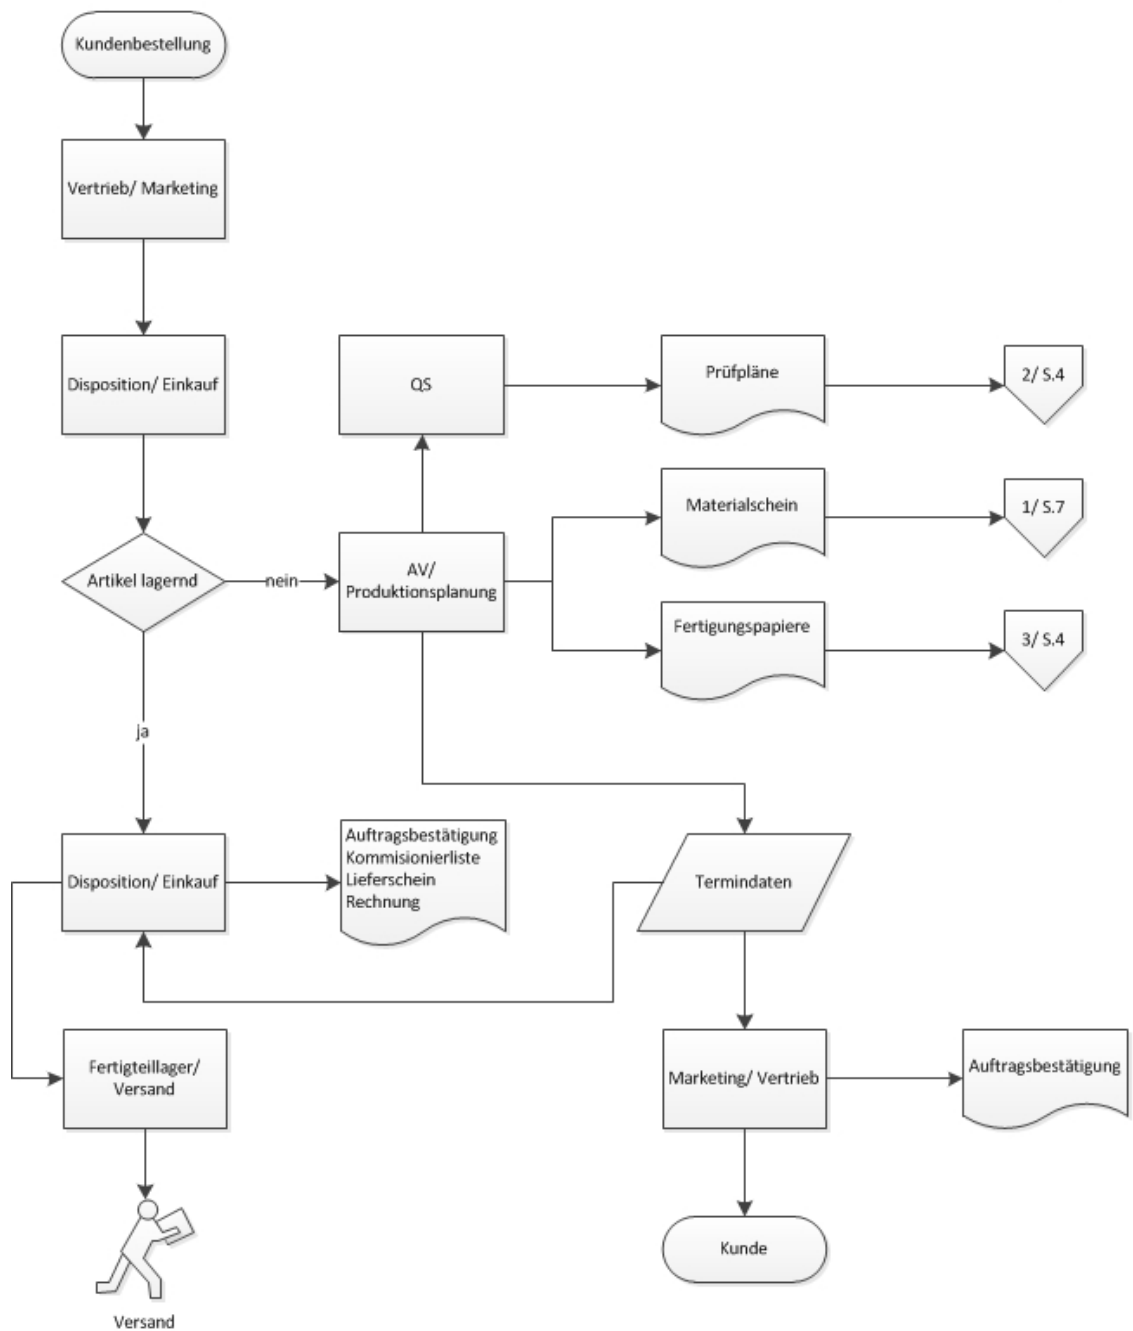 Kundenbestellung
Vertrieb/ Marketing
Disposition/ Einkauf
QS
Prüfpläne
2/ S.4
Materialschein
1/ S.7
Artikel lagernd
nein
AV/
Produktionsplanung
Fertigungspapiere
3/ S.4
ja
Disposition/ Einkauf
Auftragsbestätigung
Kommisionierliste
Lieferschein
Rechnung
Termindaten
Fertigteillager/
Versand
Marketing/ Vertrieb
Auftragsbestätigung
Kunde
Versand